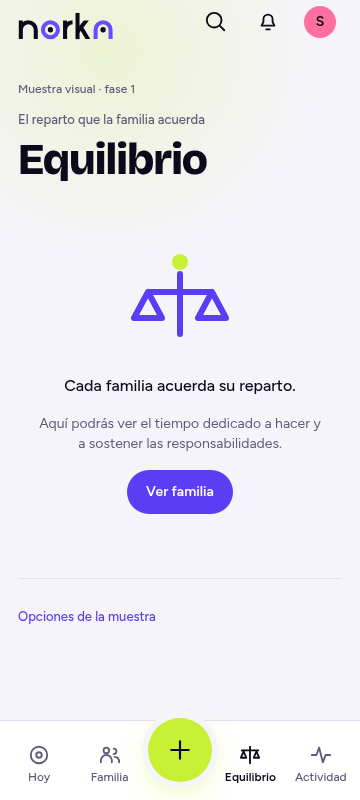 norka
S
Muestra visual · fase 1
El reparto que la familia acuerda
Equilibrio
Cada familia acuerda su reparto.
Aquí podrás ver el tiempo dedicado a hacer y
a sostener las responsabilidades.
Ver familia
Opciones de la muestra
Hoy
Familia
Equilibrio
Actividad